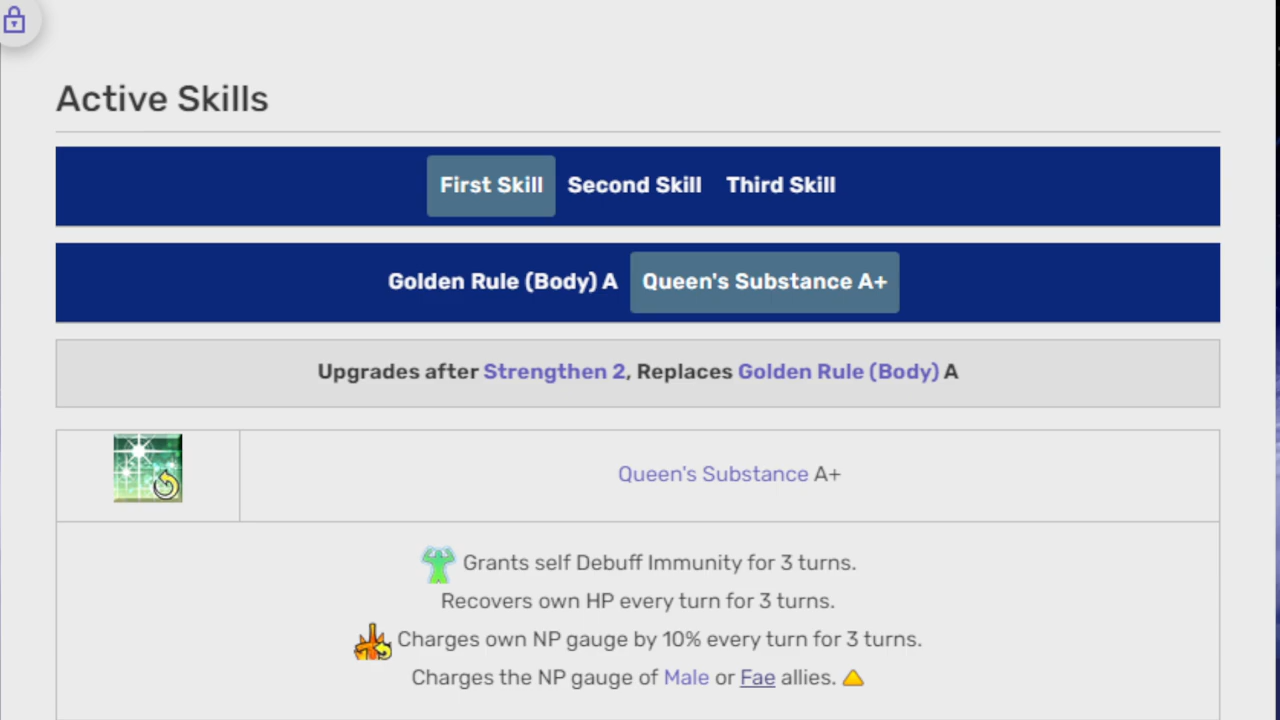 Active Skills
First Skill Second Skill Third Skill
Golden Rule (Body) A Queen's Substance A+
Upgrades after Strengthen 2, Replaces Golden Rule (Body) A
Queen's Substance A+
Grants self Debuff Immunity for 3 turns.
Recovers own HP every turn for 3 turns.
Charges own NP gauge by 10% every turn for 3 turns.
Charges the NP gauge of Male or Fae allies.